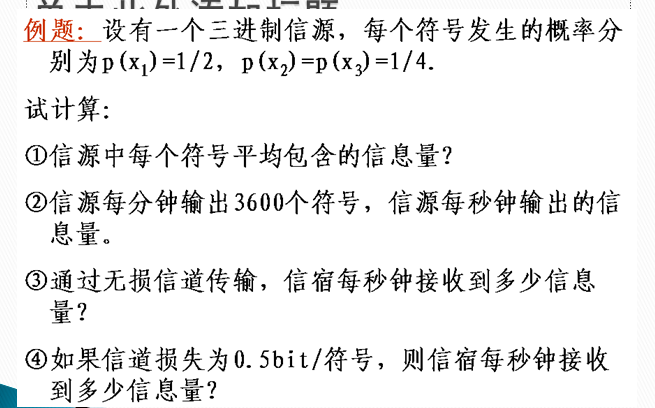 例题：设有一个三进制信源，每个符号发生的概率分
别为p(x1)=1/2，p(x2)=p(x3)=1/4.
试计算：
①信源中每个符号平均包含的信息量？
②信源每分钟输出3600个符号，信源每秒钟输出的信
息量。
③通过无损信道传输，信宿每秒钟接收到多少信息
量？
④如果信道损失为0.5bit/符号，则信宿每秒钟接收
到多少信息量？